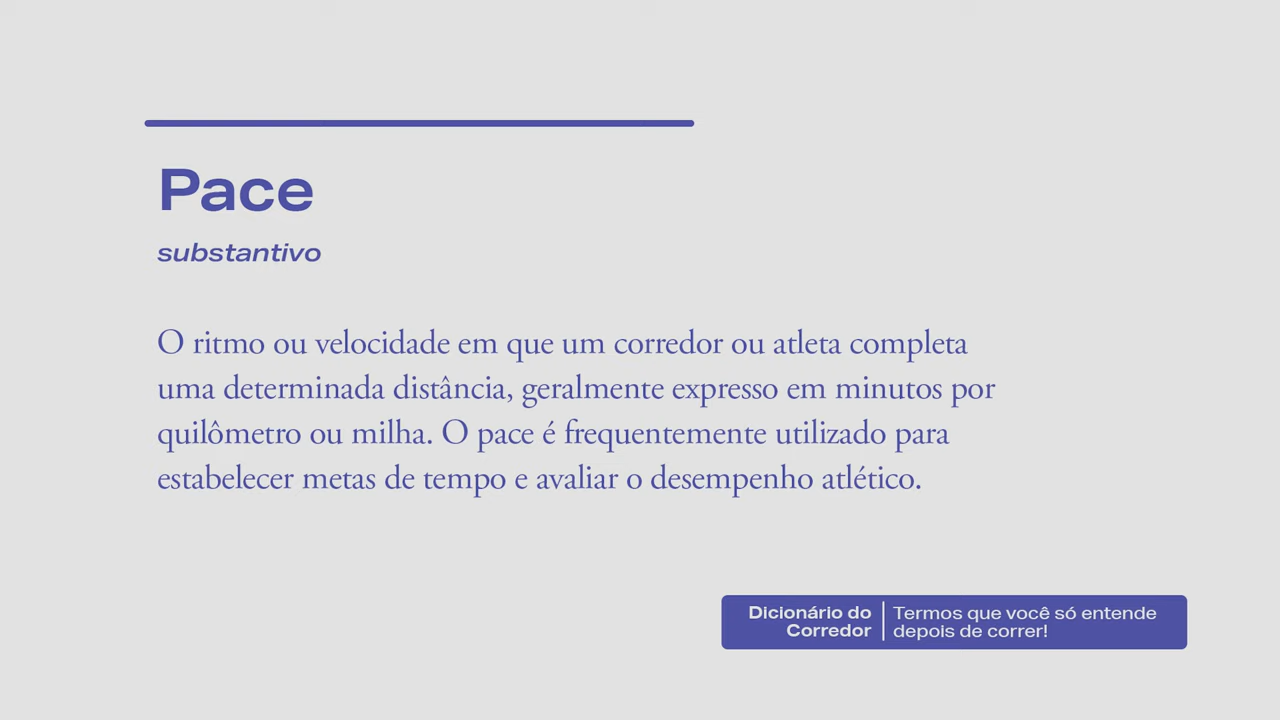 Pace
substantivo
O ritmo ou velocidade em que um corredor ou atleta completa
uma determinada distância, geralmente expresso em minutos por
quilômetro ou milha. O pace é frequentemente utilizado para
estabelecer metas de tempo e avaliar o desempenho atlético.
Dicionário do
Corredor
Termos que você só entende
depois de correr!